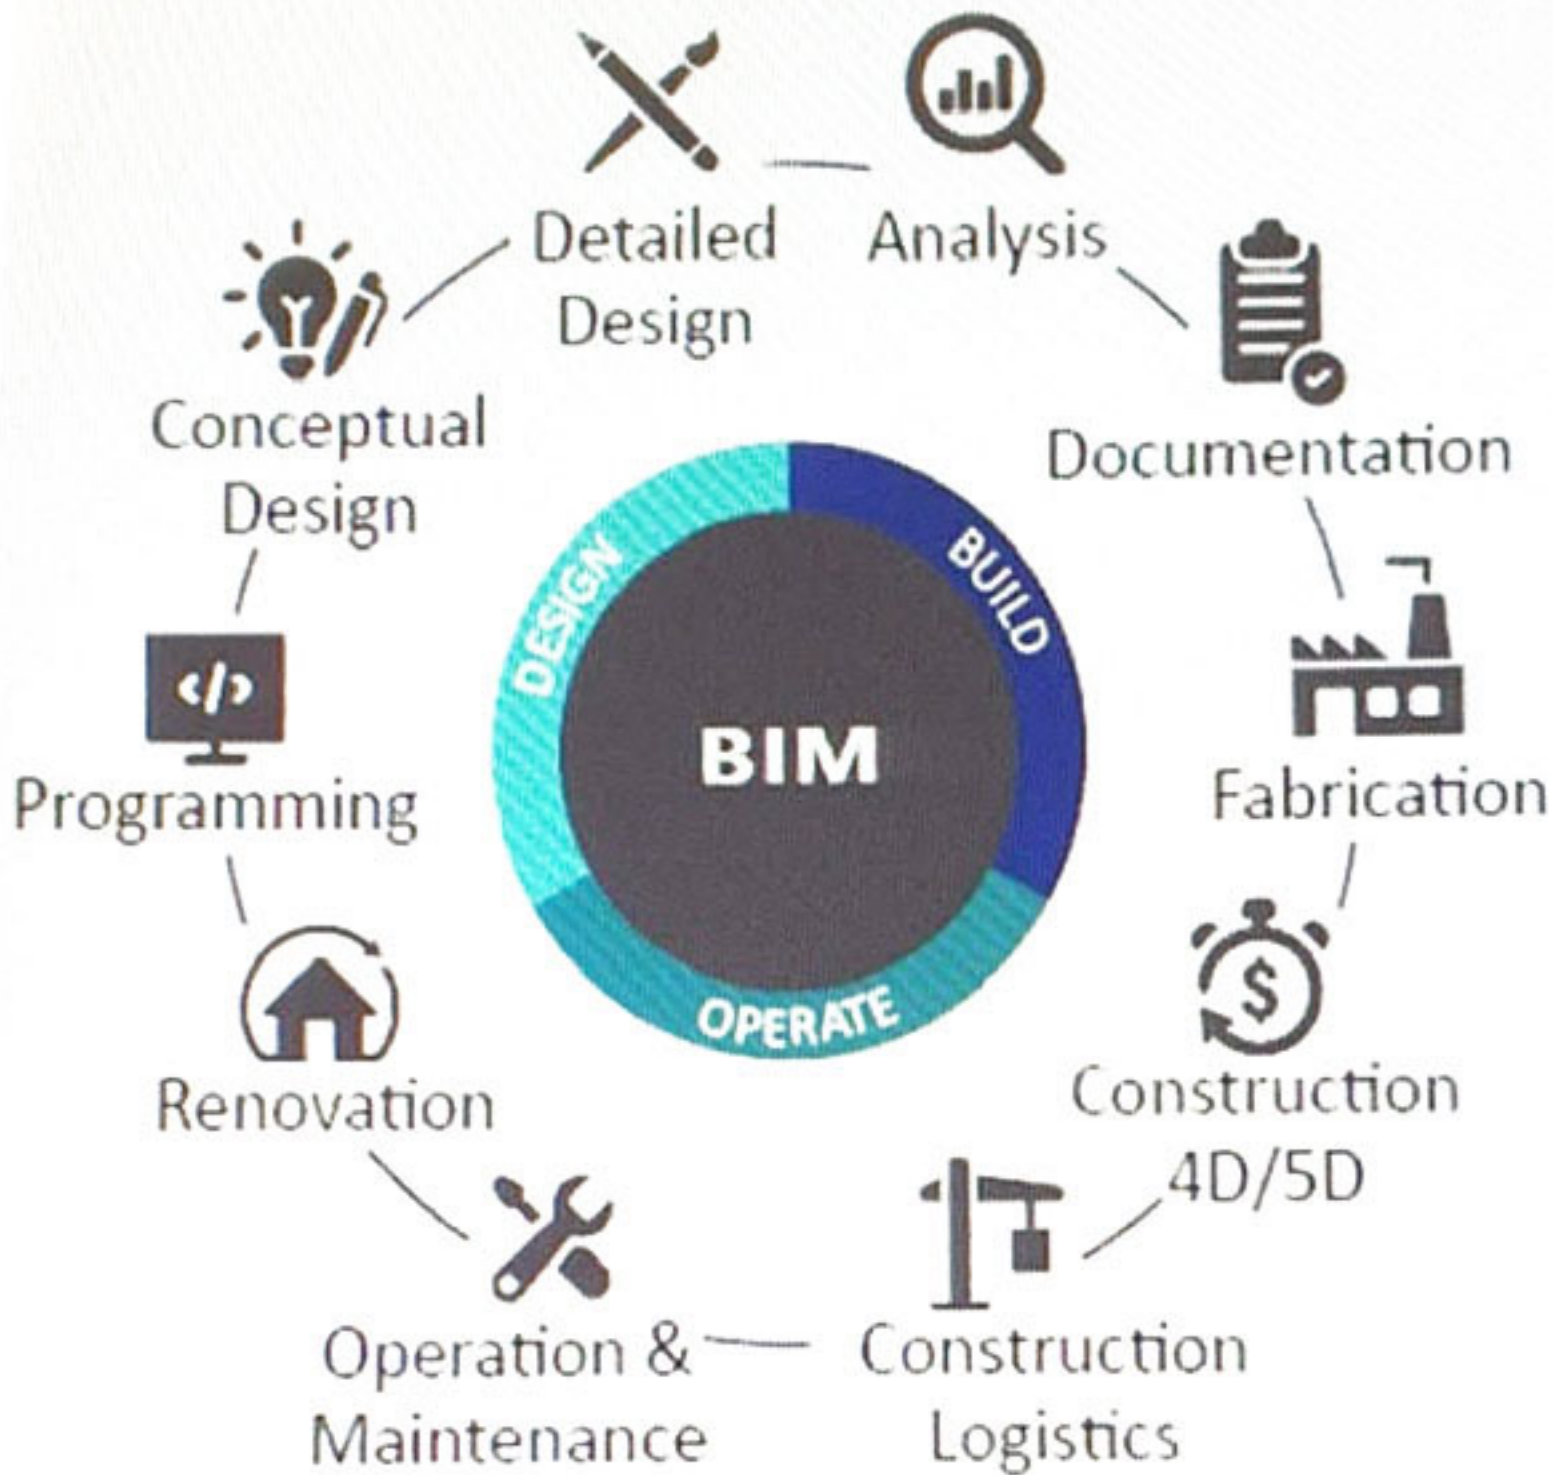 Detailed
Design
Analysis
Documentation
Fabrication
Construction
4D/5D
Construction
Logistics
Operation &
Maintenance
Renovation
Programming
Conceptual
Design
DESIGN
BUILD
OPERATE
BIM